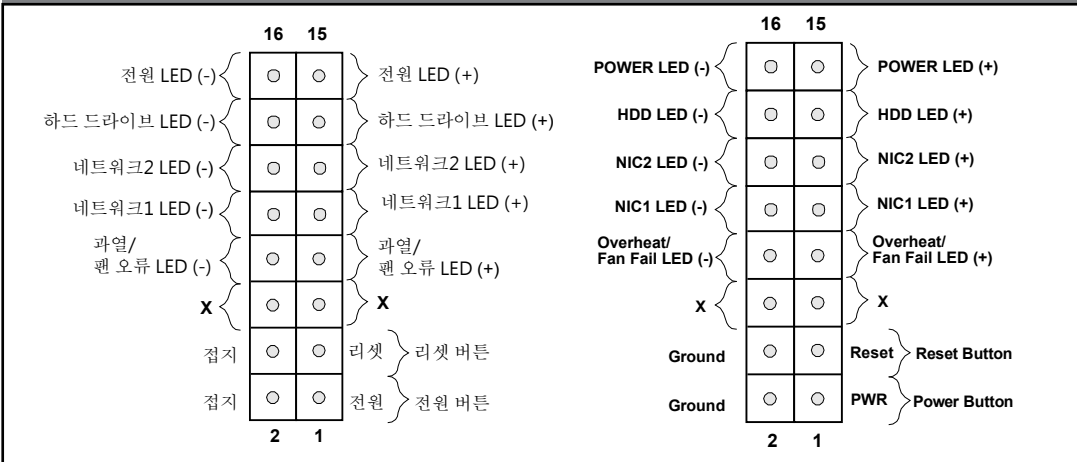 16 15
전원 LED (-)
전원 LED (+)
하드 드라이브 LED (-)
하드 드라이브 LED (+)
네트워크2 LED (-)
네트워크2 LED (+)
네트워크1 LED (-)
네트워크1 LED (+)
과열/
팬 오류 LED (-)
과열/
팬 오류 LED (+)
X
X
접지
리셋
리셋 버튼
접지
전원
전원 버튼
2 1
16 15
POWER LED (-)
POWER LED (+)
HDD LED (-)
HDD LED (+)
NIC2 LED (-)
NIC2 LED (+)
NIC1 LED (-)
NIC1 LED (+)
Overheat/
Fan Fail LED (-)
Overheat/
Fan Fail LED (+)
X
X
Ground
Reset
Reset Button
Ground
PWR
Power Button
2 1